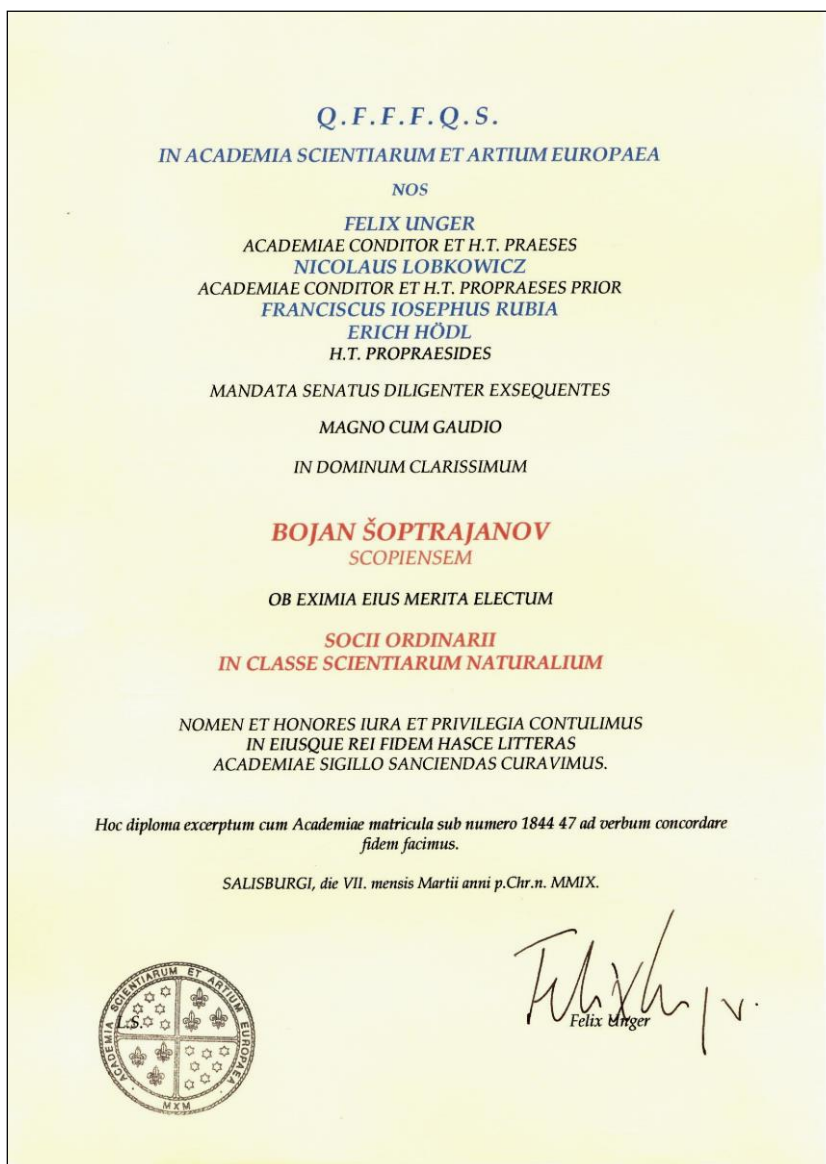 Q.F.F.F.Q.S.
IN ACADEMIA SCIENTIARUM ET ARTIUM EUROPAEA
NOS
FELIX UNGER
ACADEMIAE CONDITOR ET H.T. PRAESES
NICOLAUS LOBKOWICZ
ACADEMIAE CONDITOR ET H.T. PROPRAESES PRIOR
FRANCISCUS IOSEPHUS RUBIA
ERICH HÖDL
H.T. PROPRAESIDES
MANDATA SENATUS DILIGENTER EXSEQUENTES
MAGNO CUM GAUDIO
IN DOMINUM CLARISSIMUM
BOJAN ŠOPTRAJANOV
SCOPIENSEM
OB EXIMIA EIUS MERITA ELECTUM
SOCII ORDINARII
IN CLASSE SCIENTIARUM NATURALIUM
NOMEN ET HONORES IURA ET PRIVILEGIA CONTULIMUS
IN EIUSQUE REI FIDEM HASCE LITTERAS
ACADEMIAE SIGILLO SANCIENDAS CURAVIMUS.
Hoc diploma excerptum cum Academiae matricula sub numero 1844 47 ad verbum concordare
fidem facimus.
SALISBURGI, die VII. mensis Martii anni p.Chr.n. MMIX.
ACADEMIA SCIENTIARUM ET ARTIUM EUROPAEA
L.S.
MXM
Felix Unger
Felix Unger